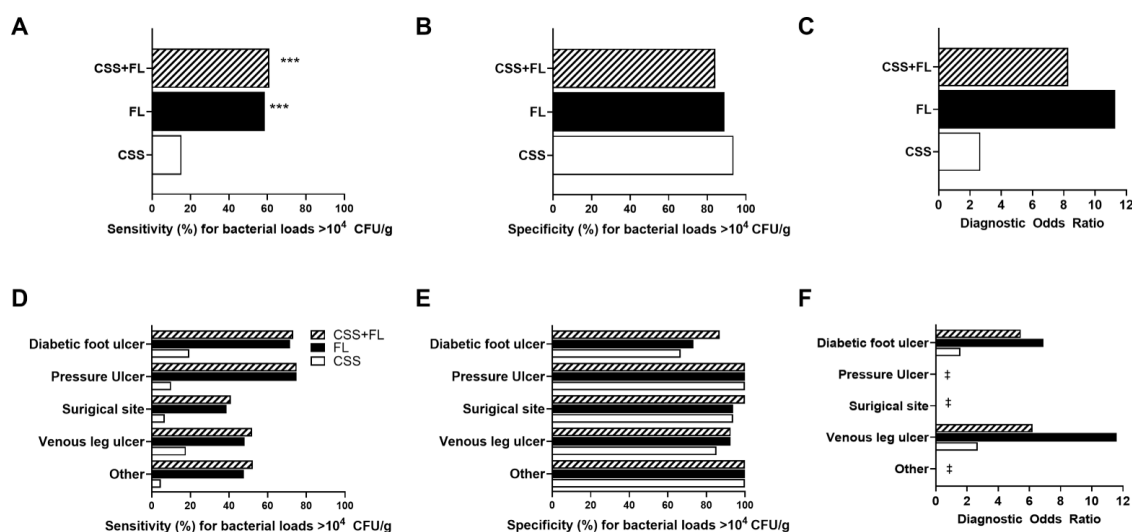 A
CSS+FL
***
FL
***
CSS
0 20 40 60 80 100
Sensitivity (%) for bacterial loads >10⁴ CFU/g
B
CSS+FL
FL
CSS
0 20 40 60 80 100
Specificity (%) for bacterial loads >10⁴ CFU/g
C
CSS+FL
FL
CSS
0 2 4 6 8 10 12
Diagnostic Odds Ratio
D
CSS+FL
FL
CSS
Diabetic foot ulcer
Pressure Ulcer
Surigical site
Venous leg ulcer
Other
0 20 40 60 80 100
Sensitivity (%) for bacterial loads >10⁴ CFU/g
E
Diabetic foot ulcer
Pressure Ulcer
Surigical site
Venous leg ulcer
Other
0 20 40 60 80 100
Specificity (%) for bacterial loads >10⁴ CFU/g
F
Diabetic foot ulcer
Pressure Ulcer ‡
Surigical site ‡
Venous leg ulcer
Other ‡
0 2 4 6 8 10 12
Diagnostic Odds Ratio